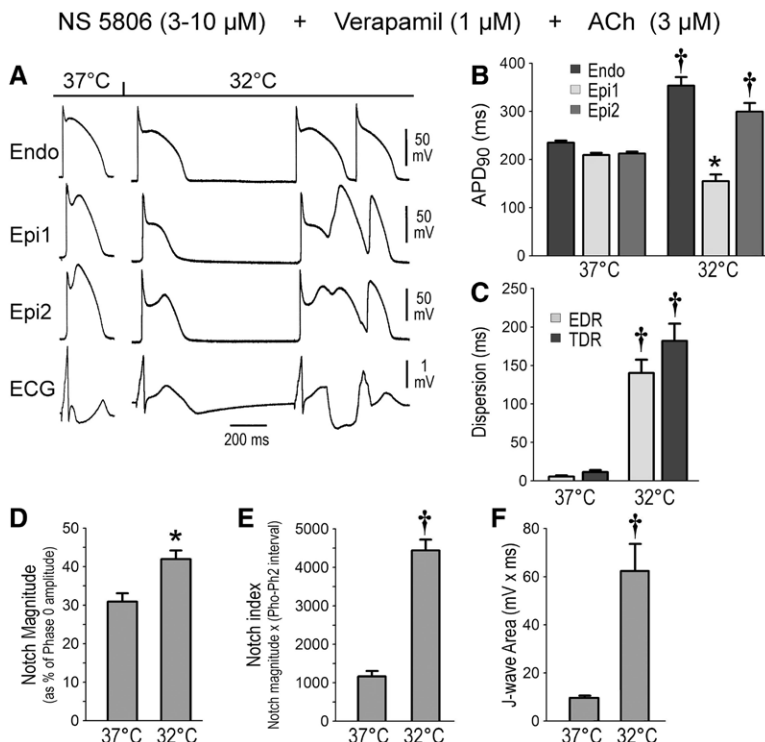 NS 5806 (3-10 µM) + Verapamil (1 µM) + ACh (3 µM)
A
37°C 32°C
Endo
50 mV
Epi1
50 mV
Epi2
50 mV
ECG
1 mV
200 ms
B
APD90 (ms)
400
300
200
100
0
Endo
Epi1
Epi2
†
*
†
37°C 32°C
C
Dispersion (ms)
250
200
150
100
50
0
EDR
TDR
†
†
37°C 32°C
D
Notch Magnitude
(as % of Phase 0 amplitude)
50
40
30
20
10
0
*
37°C 32°C
E
Notch index
Notch magnitude x (Pho-Ph2 interval)
5000
4000
3000
2000
1000
0
†
37°C 32°C
F
J-wave Area (mV x ms)
80
60
40
20
0
†
37°C 32°C